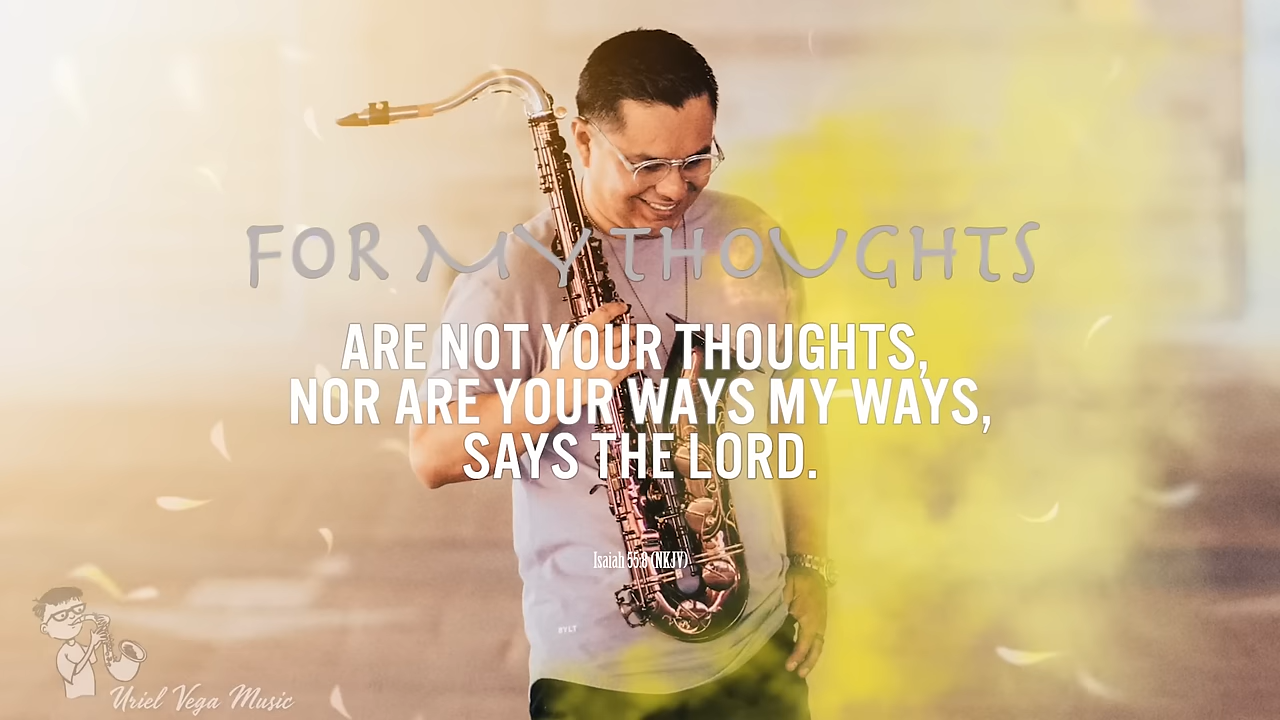 FOR MY THOUGHTS
ARE NOT YOUR THOUGHTS,
NOR ARE YOUR WAYS MY WAYS,
SAYS THE LORD.
Isaiah 55:8 (NKJV)
BYLT
Uriel Vega Music